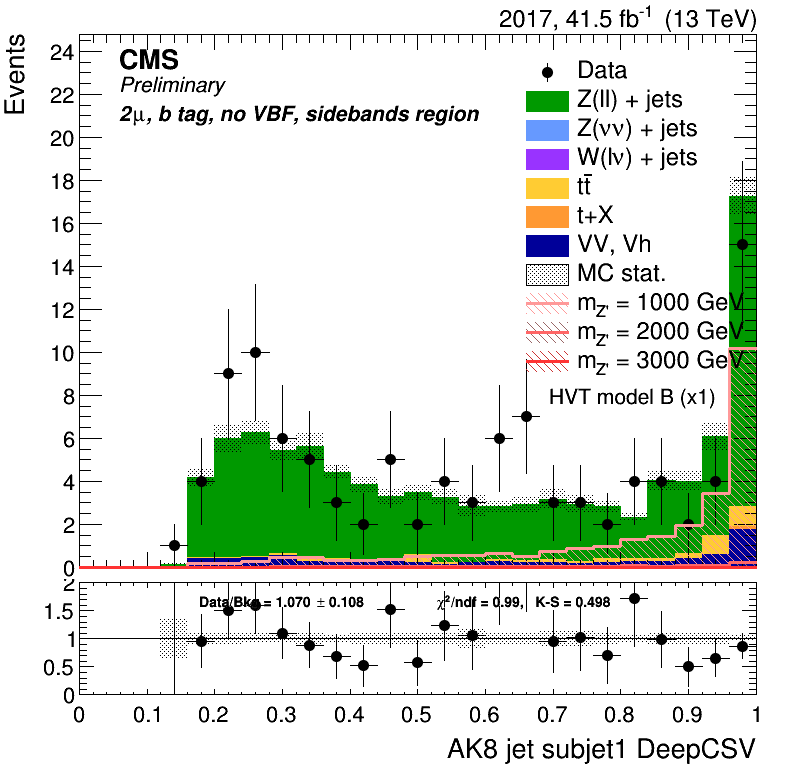 2017, 41.5 fb⁻¹ (13 TeV)
Events
24
22
20
18
16
14
12
10
8
6
4
2
0
CMS
Preliminary
2μ, b tag, no VBF, sidebands region
Data
Z(ll) + jets
Z(νν) + jets
W(lν) + jets
tt̄
t+X
VV, Vh
MC stat.
m_Z' = 1000 GeV
m_Z' = 2000 GeV
m_Z' = 3000 GeV
HVT model B (x1)
2
1.5
1
0.5
0
Data/Bkg = 1.070 ± 0.108
χ²/ndf = 0.99, K-S = 0.498
0 0.1 0.2 0.3 0.4 0.5 0.6 0.7 0.8 0.9 1
AK8 jet subjet1 DeepCSV